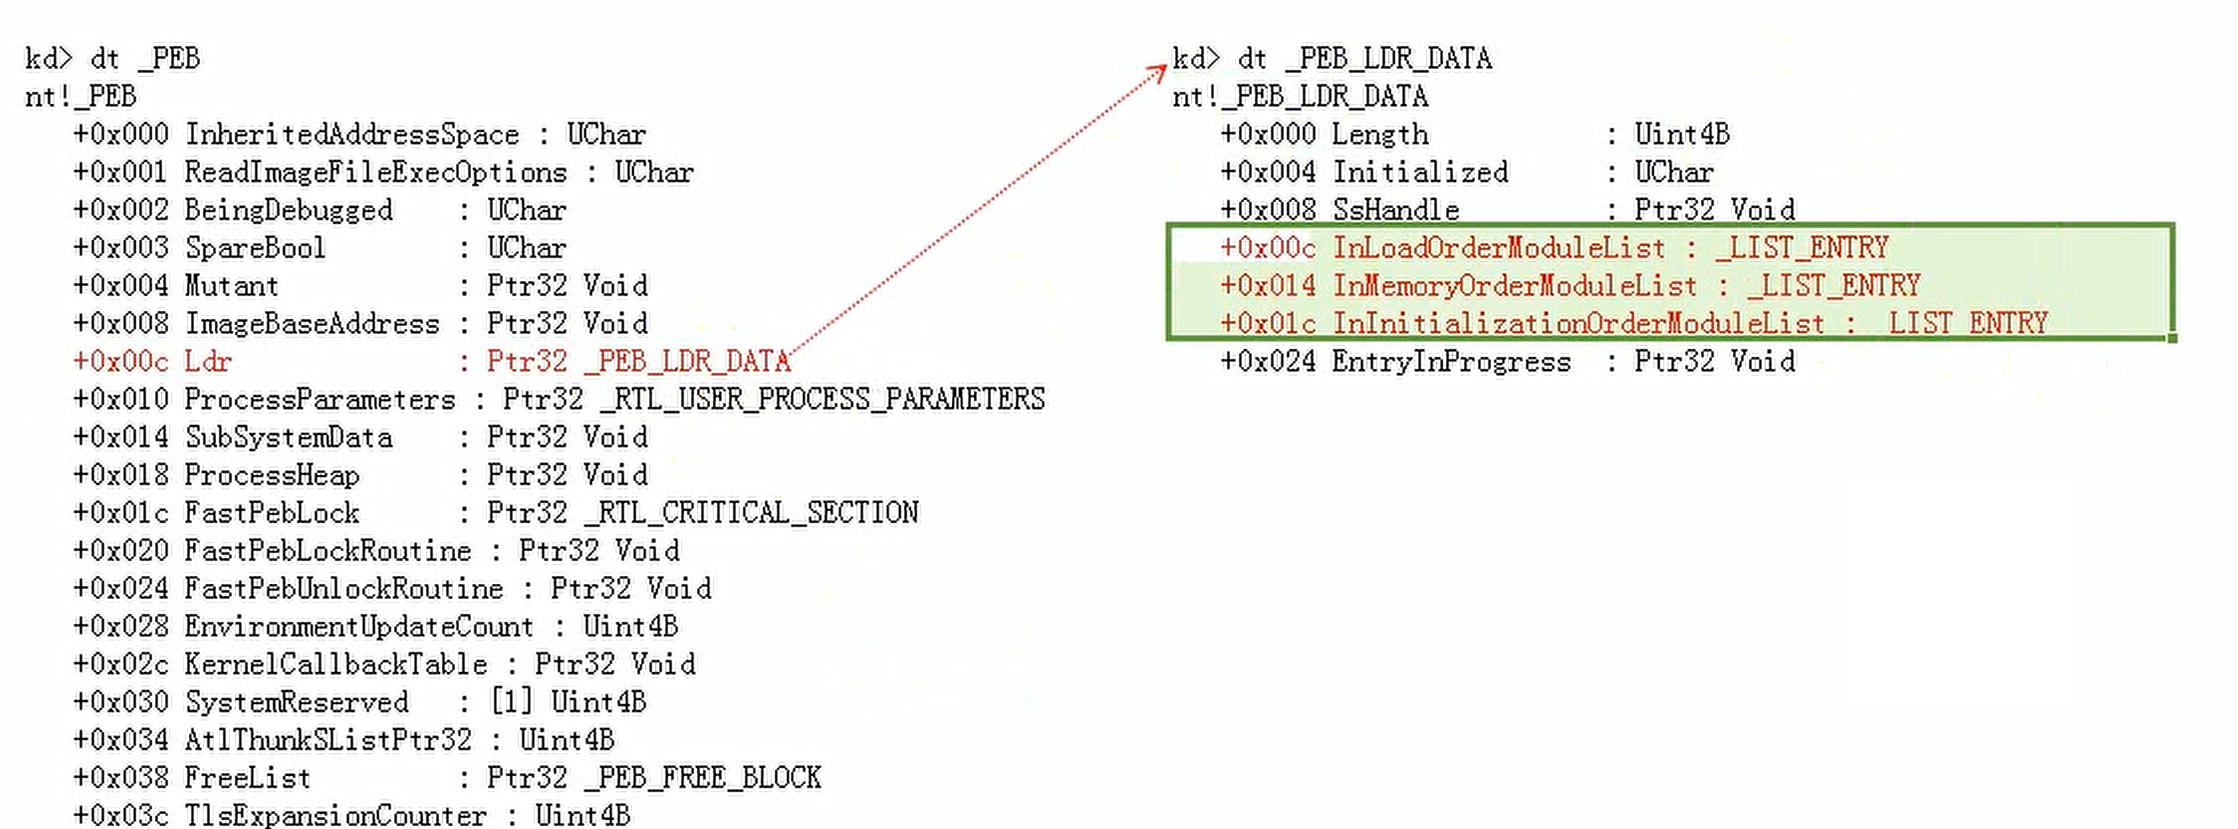 kd> dt _PEB
nt!_PEB
+0x000 InheritedAddressSpace : UChar
+0x001 ReadImageFileExecOptions : UChar
+0x002 BeingDebugged : UChar
+0x003 SpareBool : UChar
+0x004 Mutant : Ptr32 Void
+0x008 ImageBaseAddress : Ptr32 Void
+0x00c Ldr : Ptr32 _PEB_LDR_DATA
+0x010 ProcessParameters : Ptr32 _RTL_USER_PROCESS_PARAMETERS
+0x014 SubSystemData : Ptr32 Void
+0x018 ProcessHeap : Ptr32 Void
+0x01c FastPebLock : Ptr32 _RTL_CRITICAL_SECTION
+0x020 FastPebLockRoutine : Ptr32 Void
+0x024 FastPebUnlockRoutine : Ptr32 Void
+0x028 EnvironmentUpdateCount : Uint4B
+0x02c KernelCallbackTable : Ptr32 Void
+0x030 SystemReserved : [1] Uint4B
+0x034 AtlThunkSListPtr32 : Uint4B
+0x038 FreeList : Ptr32 _PEB_FREE_BLOCK
+0x03c TlsExpansionCounter : Uint4B
kd> dt _PEB_LDR_DATA
nt!_PEB_LDR_DATA
+0x000 Length : Uint4B
+0x004 Initialized : UChar
+0x008 SsHandle : Ptr32 Void
+0x00c InLoadOrderModuleList : _LIST_ENTRY
+0x014 InMemoryOrderModuleList : _LIST_ENTRY
+0x01c InInitializationOrderModuleList : _LIST_ENTRY
+0x024 EntryInProgress : Ptr32 Void